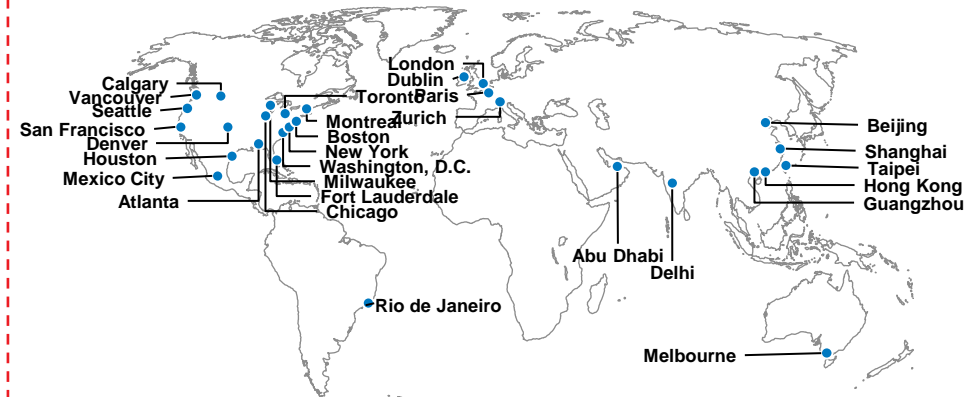 London
Dublin
Calgary
Vancouver
Toronto
Paris
Seattle
Zurich
Montreal
San Francisco
Beijing
Boston
Denver
New York
Houston
Shanghai
Washington, D.C.
Taipei
Mexico City
Milwaukee
Hong Kong
Fort Lauderdale
Atlanta
Guangzhou
Chicago
Abu Dhabi
Delhi
Rio de Janeiro
Melbourne